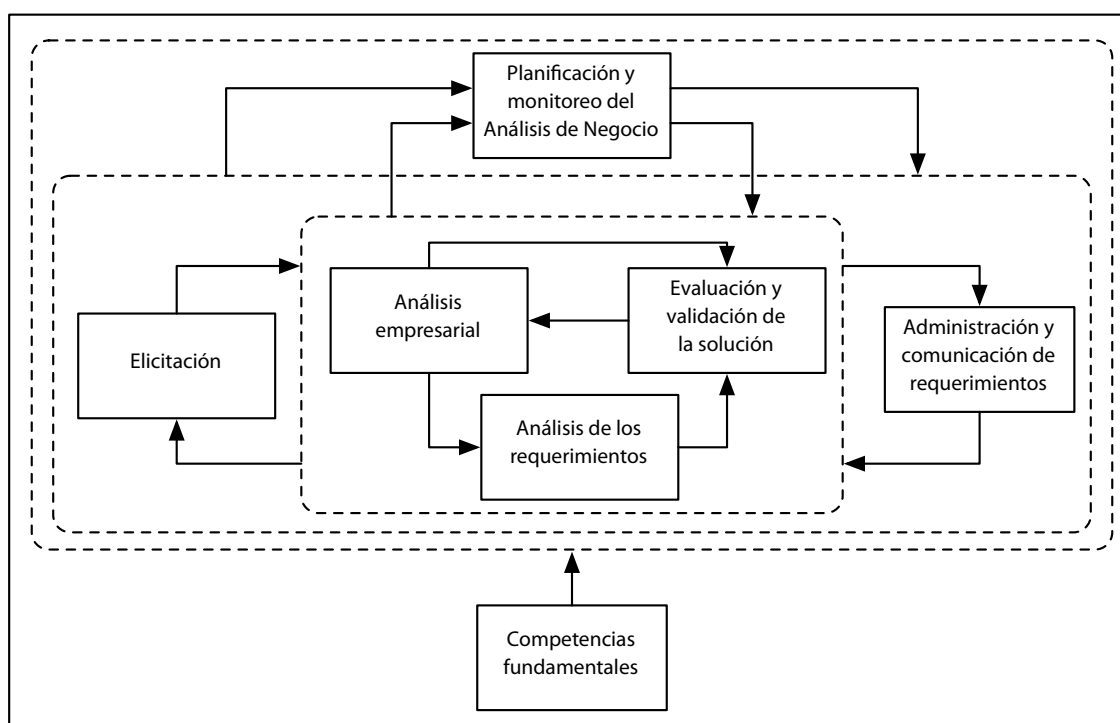 Planificación y
monitoreo del
Análisis de Negocio
Análisis
empresarial
Evaluación y
validación de
la solución
Elicitación
Administración y
comunicación de
requerimientos
Análisis de los
requerimientos
Competencias
fundamentales